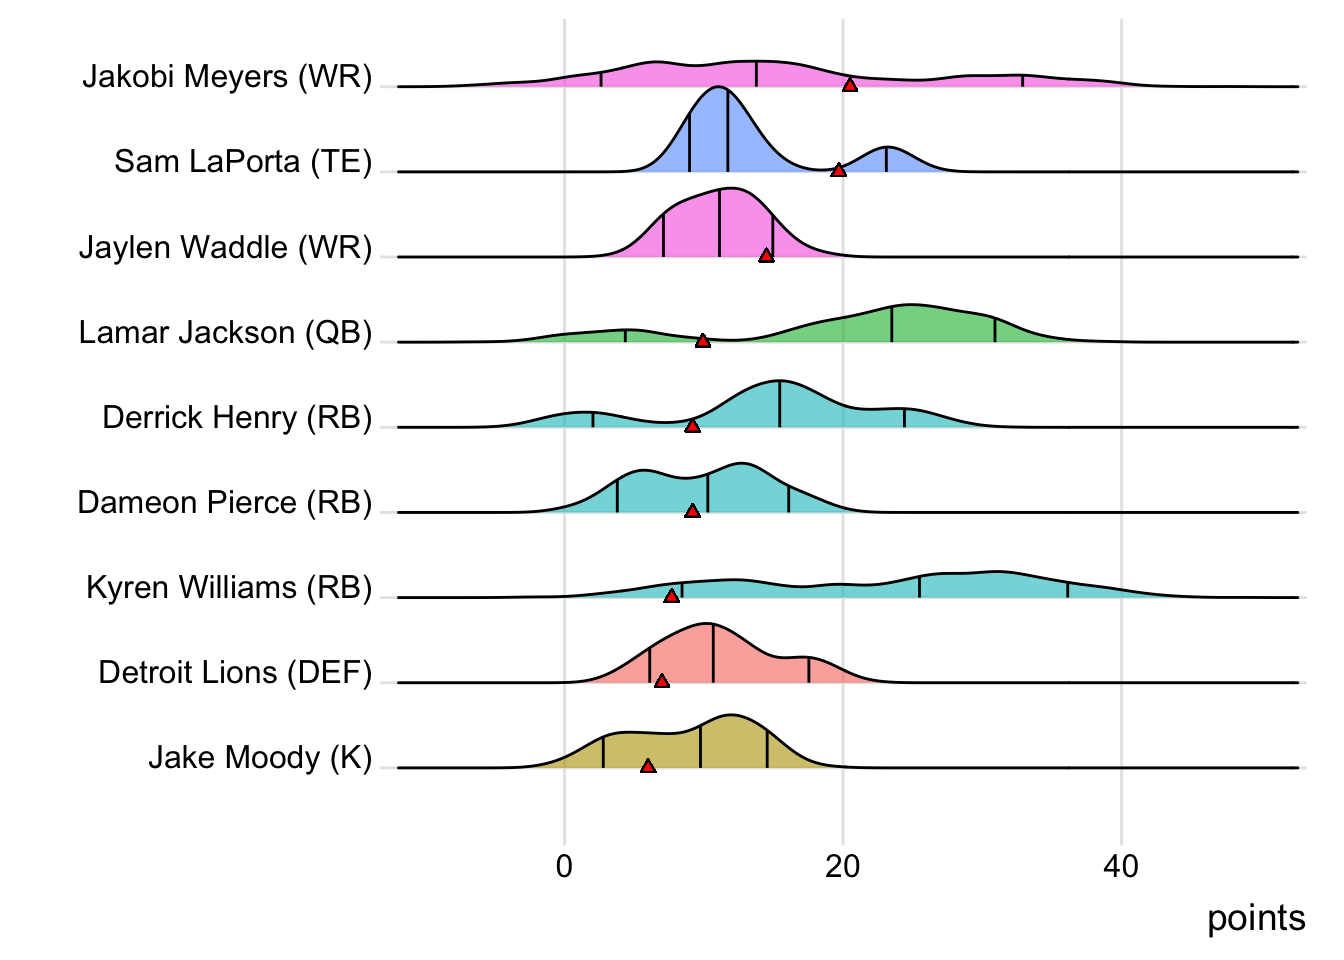 Jakobi Meyers (WR)
Sam LaPorta (TE)
Jaylen Waddle (WR)
Lamar Jackson (QB)
Derrick Henry (RB)
Dameon Pierce (RB)
Kyren Williams (RB)
Detroit Lions (DEF)
Jake Moody (K)
0 20 40
points